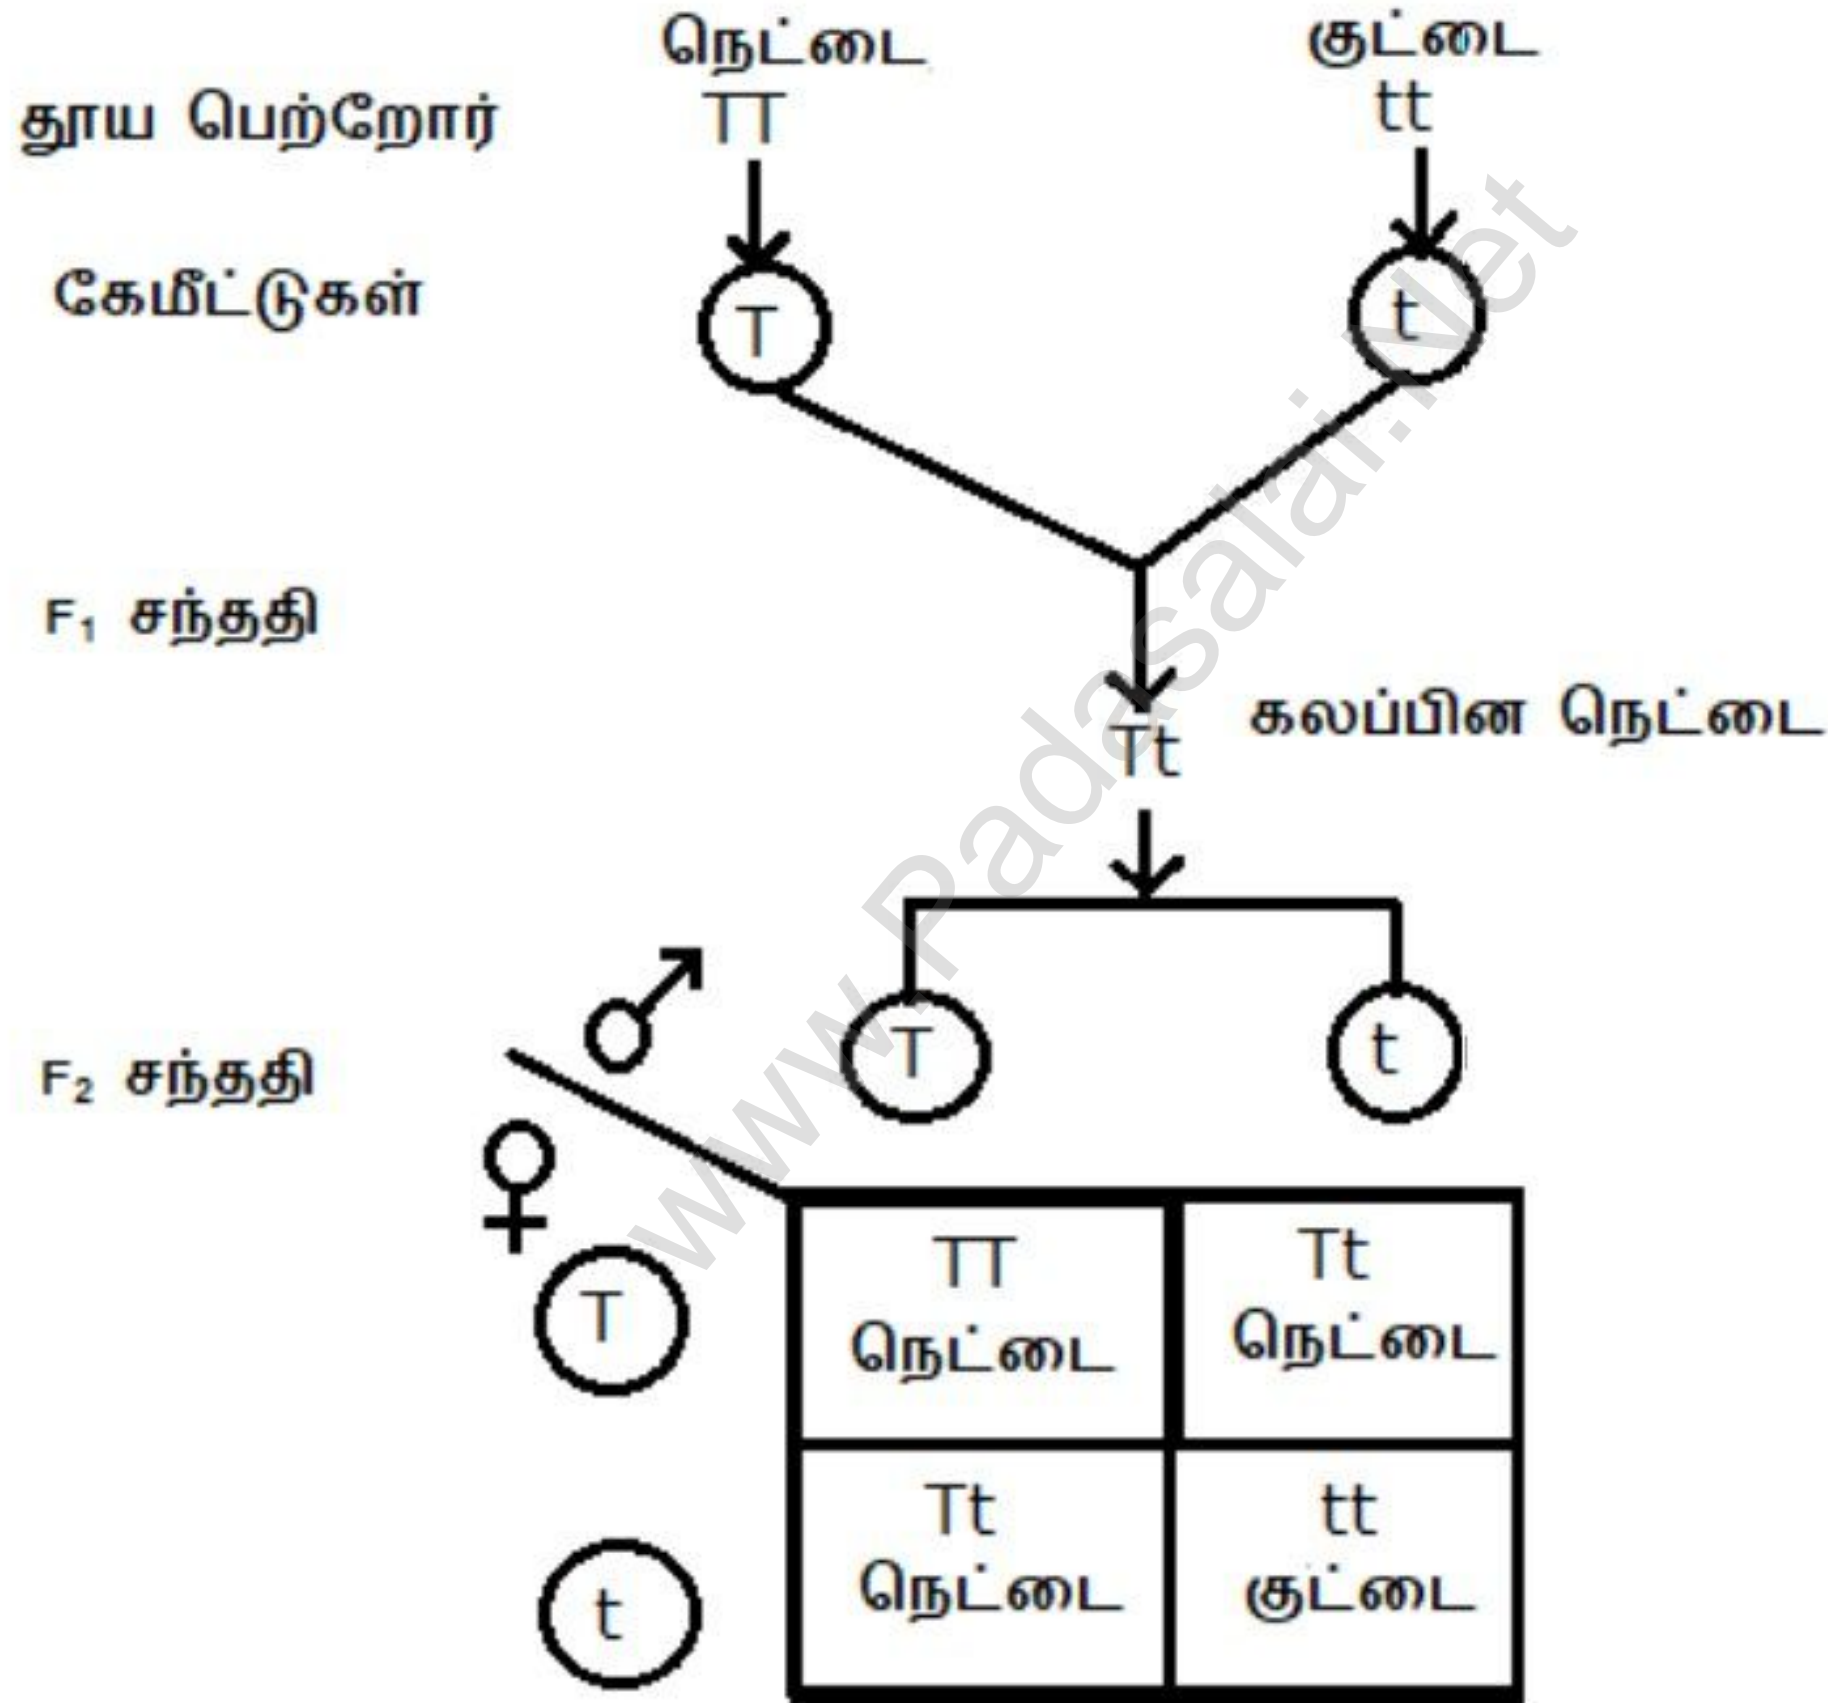 நெட்டை குட்டை
தூய பெற்றோர் TT tt
கேமீட்டுகள் T t
F₁ சந்ததி
Tt கலப்பின நெட்டை
F₂ சந்ததி T t
T TT Tt
நெட்டை நெட்டை
t Tt tt
நெட்டை குட்டை
www.Padasalai.Net